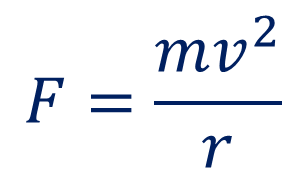 F = mv²/r